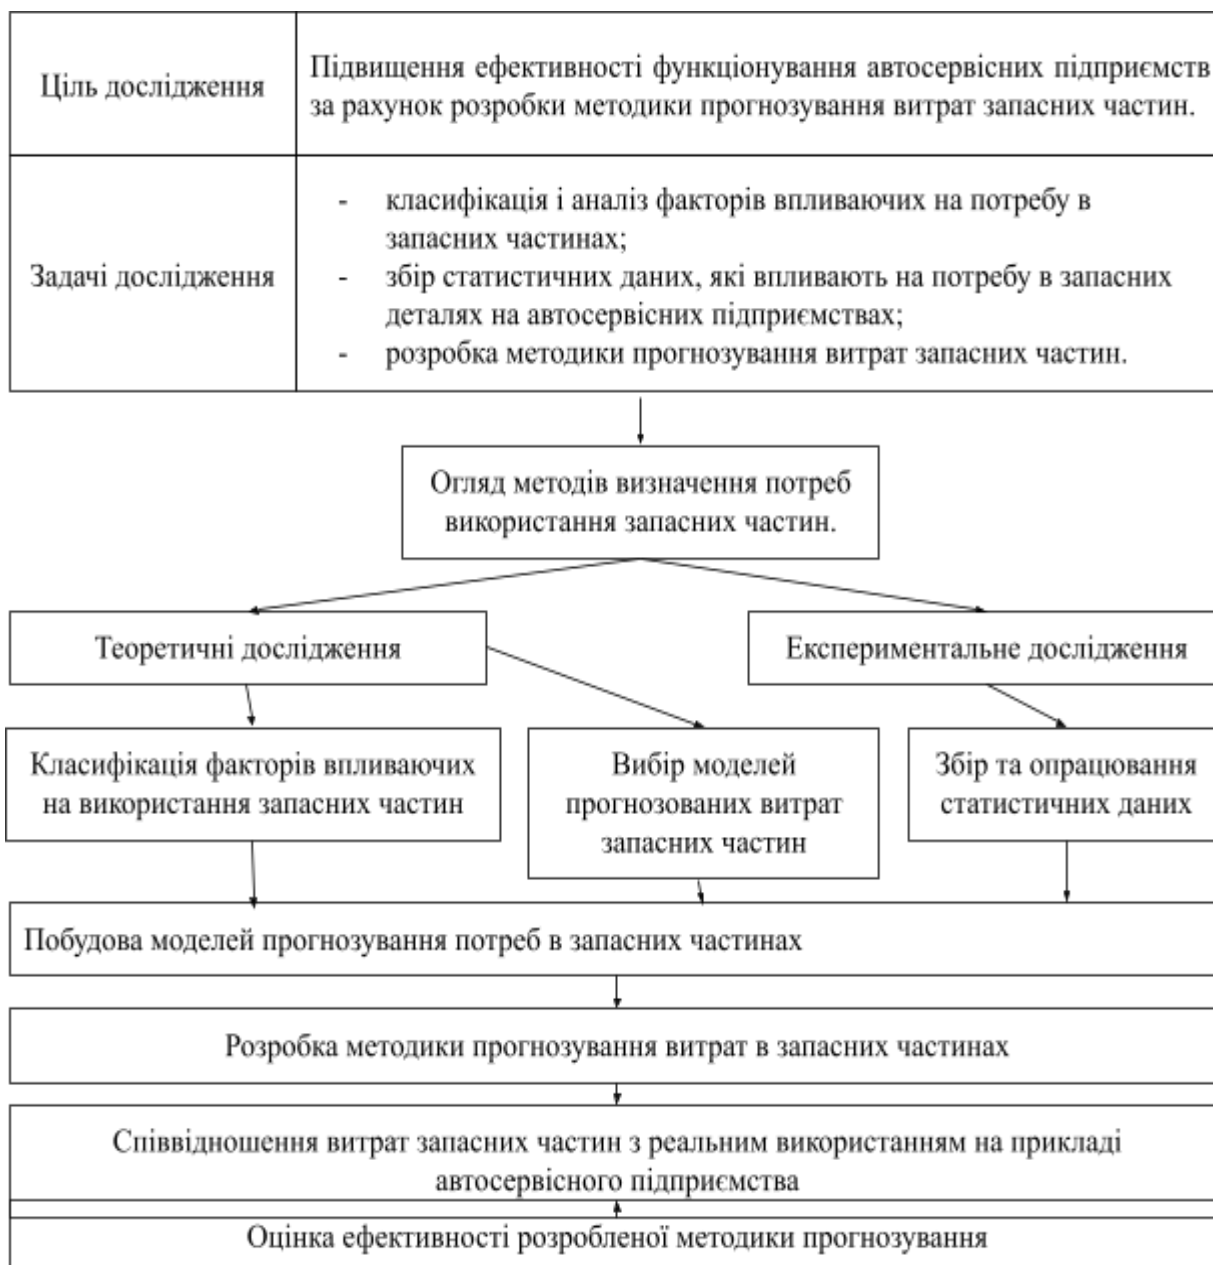 Ціль дослідження
Підвищення ефективності функціонування автосервісних підприємств
за рахунок розробки методики прогнозування витрат запасних частин.
Задачі дослідження
- класифікація і аналіз факторів впливаючих на потребу в
запасних частинах;
- збір статистичних даних, які впливають на потребу в запасних
деталях на автосервісних підприємствах;
- розробка методики прогнозування витрат запасних частин.
Огляд методів визначення потреб
використання запасних частин.
Теоретичні дослідження
Експериментальне дослідження
Класифікація факторів впливаючих
на використання запасних частин
Вибір моделей
прогнозованих витрат
запасних частин
Збір та опрацювання
статистичних даних
Побудова моделей прогнозування потреб в запасних частинах
Розробка методики прогнозування витрат в запасних частинах
Співвідношення витрат запасних частин з реальним використанням на прикладі
автосервісного підприємства
Оцінка ефективності розробленої методики прогнозування